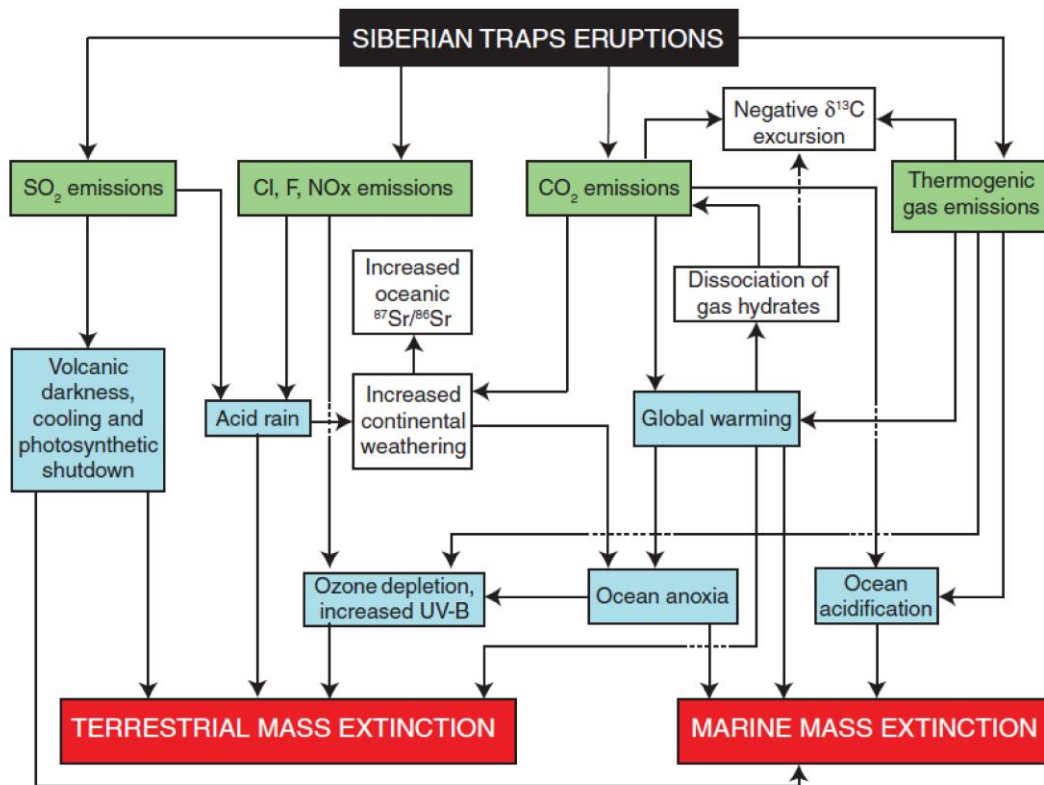 SIBERIAN TRAPS ERUPTIONS
Negative δ¹³C
excursion
SO₂ emissions
Cl, F, NOx emissions
CO₂ emissions
Thermogenic
gas emissions
Increased
oceanic
⁸⁷Sr/⁸⁶Sr
Dissociation of
gas hydrates
Volcanic
darkness,
cooling and
photosynthetic
shutdown
Acid rain
Increased
continental
weathering
Global warming
Ozone depletion,
increased UV-B
Ocean anoxia
Ocean
acidification
TERRESTRIAL MASS EXTINCTION
MARINE MASS EXTINCTION